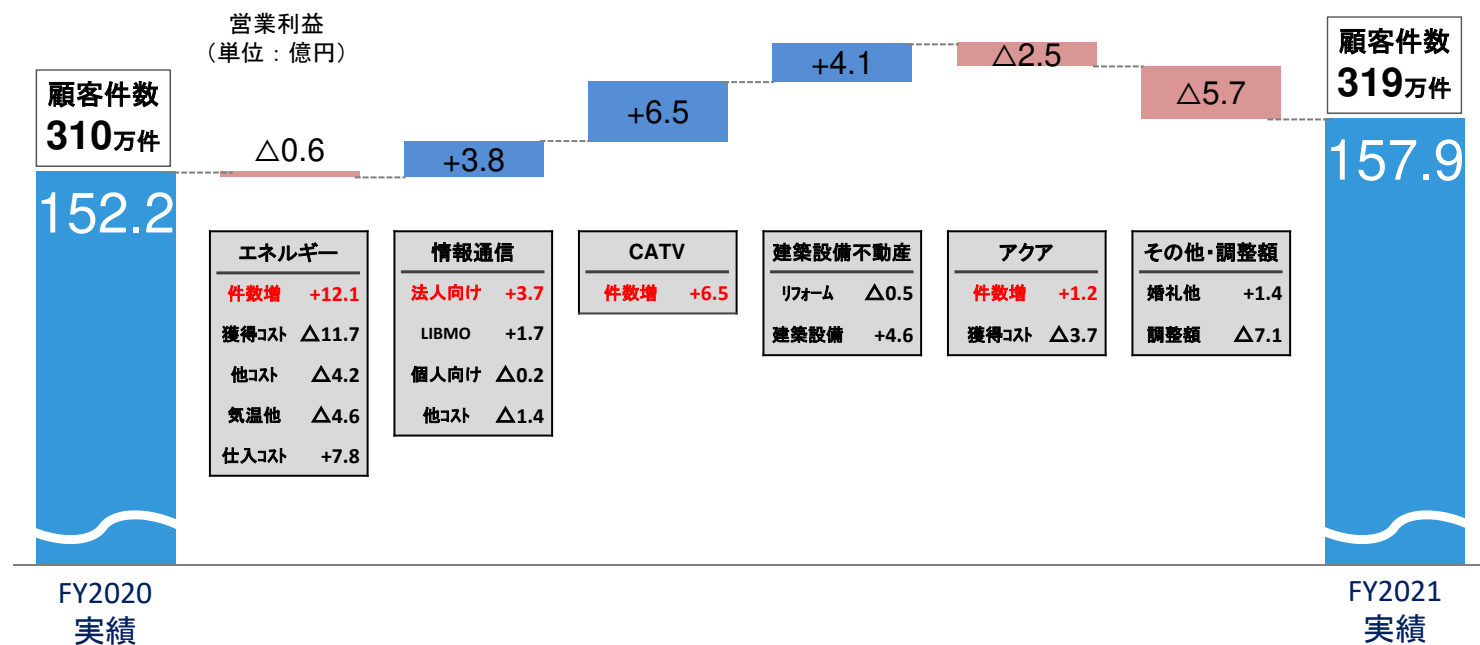 営業利益
（単位：億円）
顧客件数
310万件
152.2
△0.6
+3.8
+6.5
+4.1
△2.5
△5.7
顧客件数
319万件
157.9
エネルギー
件数増 +12.1
獲得コスト △11.7
他コスト △4.2
気温他 △4.6
仕入コスト +7.8
情報通信
法人向け +3.7
LIBMO +1.7
個人向け △0.2
他コスト △1.4
CATV
件数増 +6.5
建築設備不動産
リフォーム △0.5
建築設備 +4.6
アクア
件数増 +1.2
獲得コスト △3.7
その他・調整額
婚礼他 +1.4
調整額 △7.1
FY2020
実績
FY2021
実績